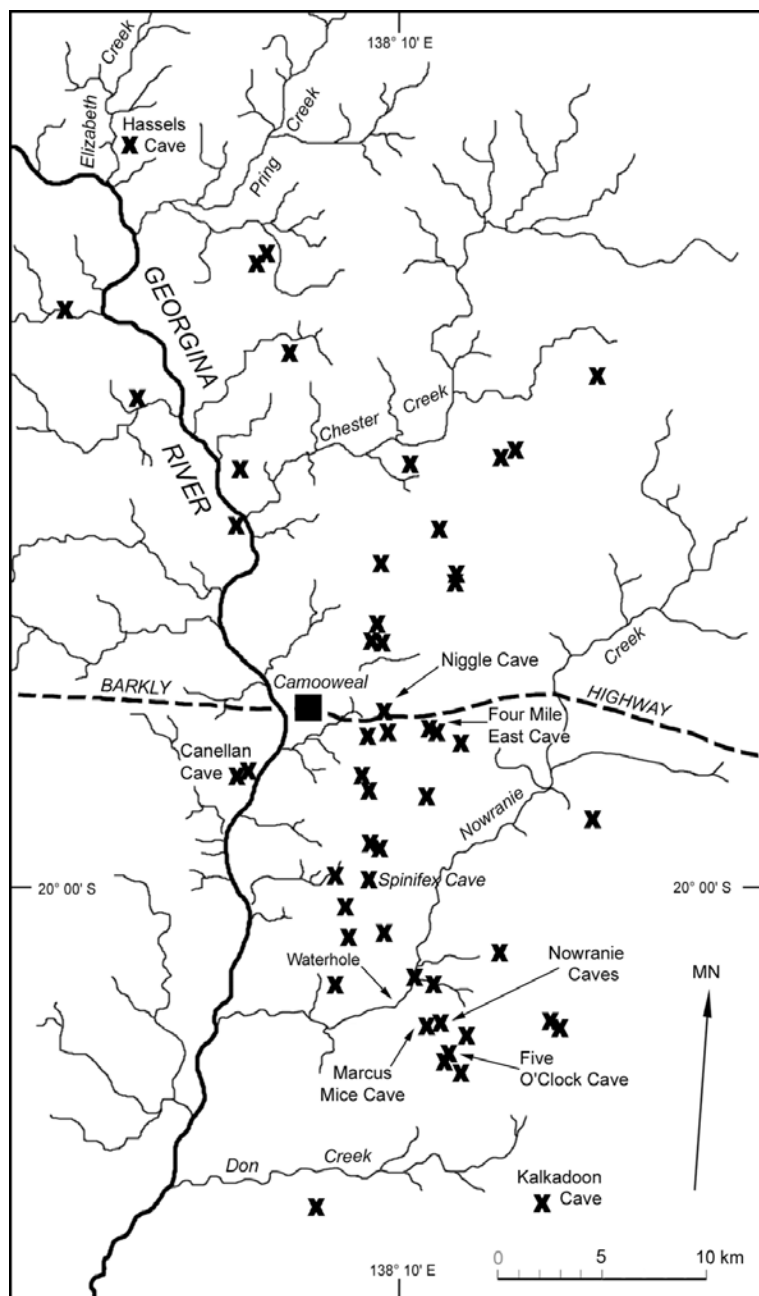 138° 10' E
Creek
Elizabeth
Hassels
Cave
Creek
Pring
GEORGINA
RIVER
Chester Creek
Creek
Niggle Cave
Camooweal
BARKLY
HIGHWAY
Four Mile
East Cave
Canellan
Cave
Nowranie
20° 00' S
Spinifex Cave
20° 00' S
Waterhole
Nowranie
Caves
MN
Marcus
Mice Cave
Five
O'Clock Cave
Don Creek
Kalkadoon
Cave
138° 10' E
0 5 10 km